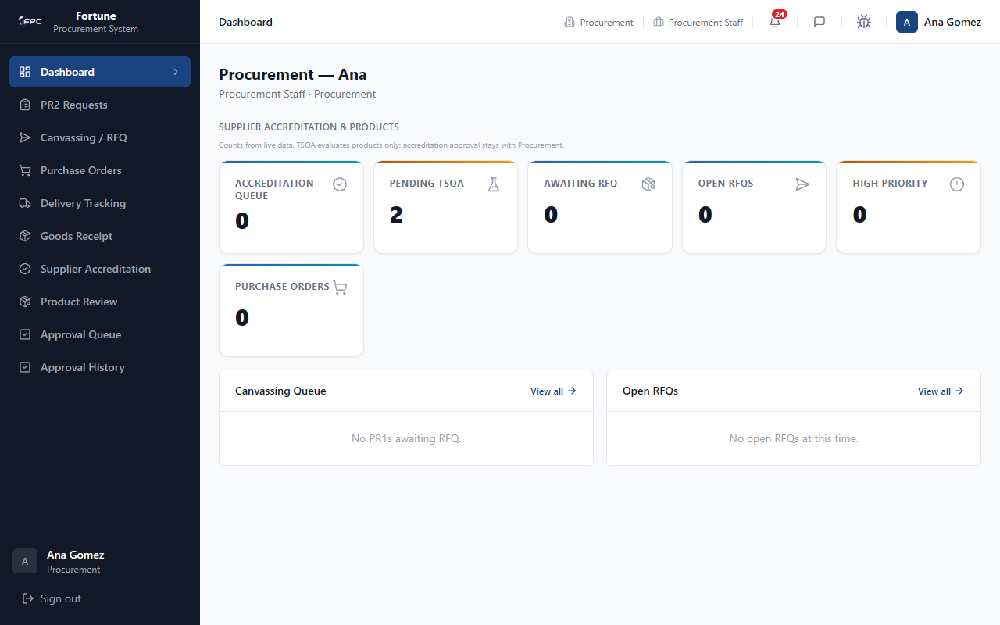 FPC
Fortune
Procurement System
Dashboard
PR2 Requests
Canvassing / RFQ
Purchase Orders
Delivery Tracking
Goods Receipt
Supplier Accreditation
Product Review
Approval Queue
Approval History
A
Ana Gomez
Procurement
Sign out
Dashboard
Procurement
Procurement Staff
24
A
Ana Gomez
Procurement — Ana
Procurement Staff · Procurement
SUPPLIER ACCREDITATION & PRODUCTS
Counts from live data. TSQA evaluates products only; accreditation approval stays with Procurement.
ACCREDITATION
QUEUE
0
PENDING TSQA
2
AWAITING RFQ
0
OPEN RFQS
0
HIGH PRIORITY
0
PURCHASE ORDERS
0
Canvassing Queue
View all
No PR1s awaiting RFQ.
Open RFQs
View all
No open RFQs at this time.